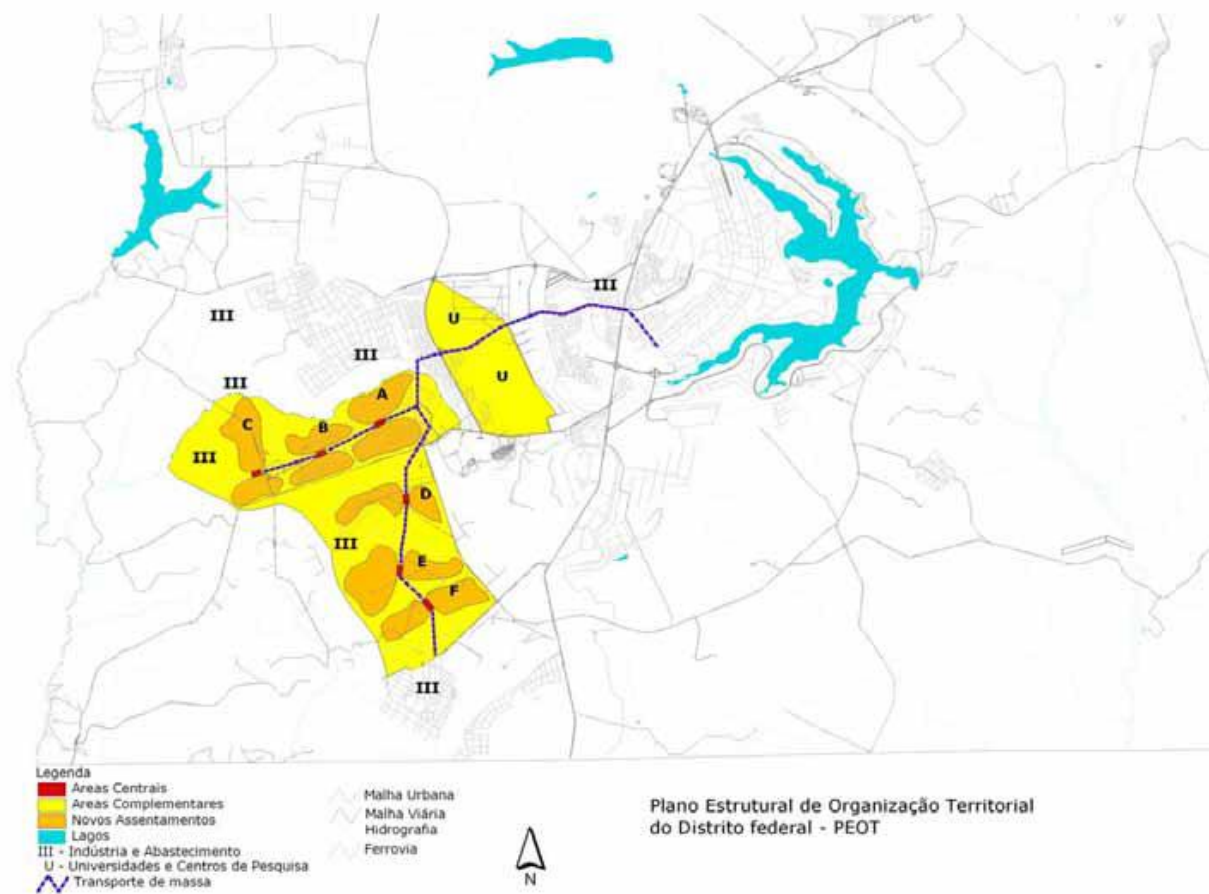 III
U
III
III
U
III
A
C
B
III
D
III
E
F
III
Legenda
Areas Centrais
Areas Complementares
Novos Assentamentos
Lagos
III - Indústria e Abastecimento
U - Universidades e Centros de Pesquisa
Transporte de massa
Malha Urbana
Malha Viária
Hidrografia
Ferrovia
N
Plano Estrutural de Organização Territorial
do Distrito federal - PEOT